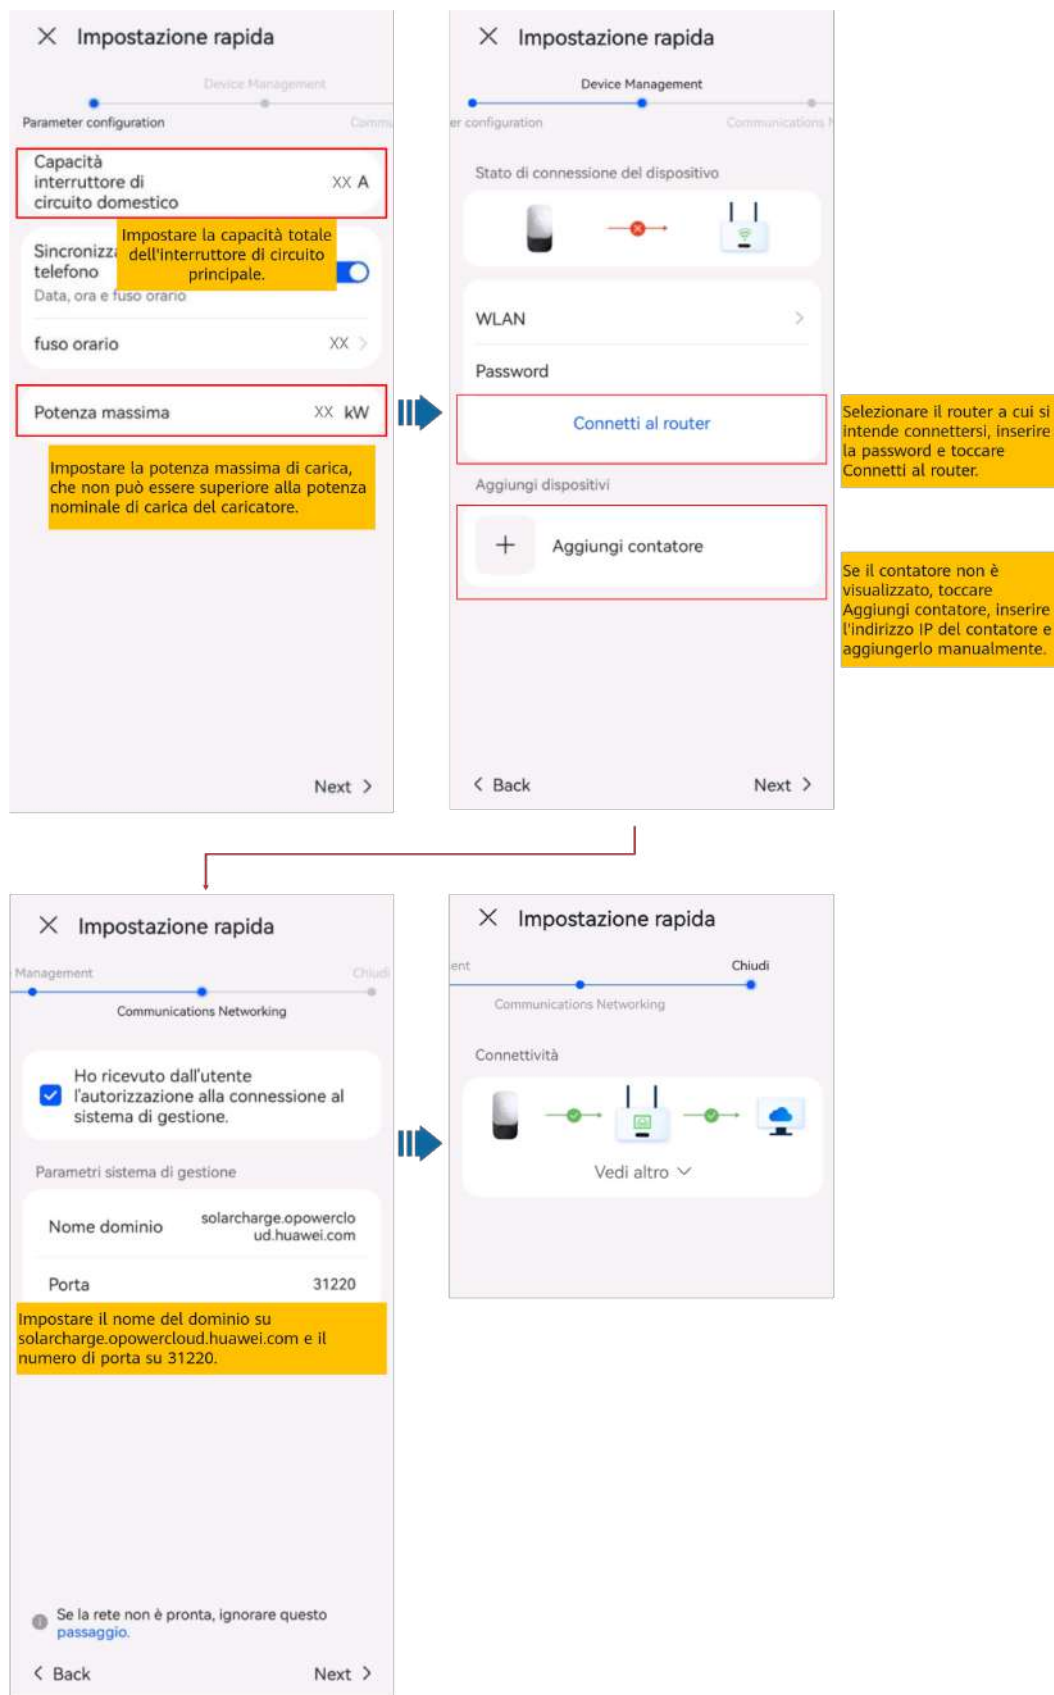 Impostazione rapida
Device Management
Parameter configuration
Capacità
interruttore di
circuito domestico
XX A
Impostare la capacità totale
dell'interruttore di circuito
principale.
telefono
Data, ora e fuso orario
fuso orario
XX
Potenza massima
XX kW
Impostare la potenza massima di carica,
che non può essere superiore alla potenza
nominale di carica del caricatore.
Next
Impostazione rapida
Device Management
configuration
Communications
Stato di connessione del dispositivo
WLAN
Password
Connetti al router
Aggiungi dispositivi
+ Aggiungi contatore
Back
Next
Selezionare il router a cui si
intende connettersi, inserire
la password e toccare
Connetti al router.
Se il contatore non è
visualizzato, toccare
Aggiungi contatore, inserire
l'indirizzo IP del contatore e
aggiungerlo manualmente.
Impostazione rapida
Management
Chiudi
Communications Networking
Ho ricevuto dall'utente
l'autorizzazione alla connessione al
sistema di gestione.
Parametri sistema di gestione
Nome dominio
solarcharge.opowerclo
ud.huawei.com
Porta
31220
Impostare il nome del dominio su
solarcharge.opowercloud.huawei.com e il
numero di porta su 31220.
Se la rete non è pronta, ignorare questo
passaggio.
Back
Next
Impostazione rapida
Chiudi
Communications Networking
Connettività
Vedi altro